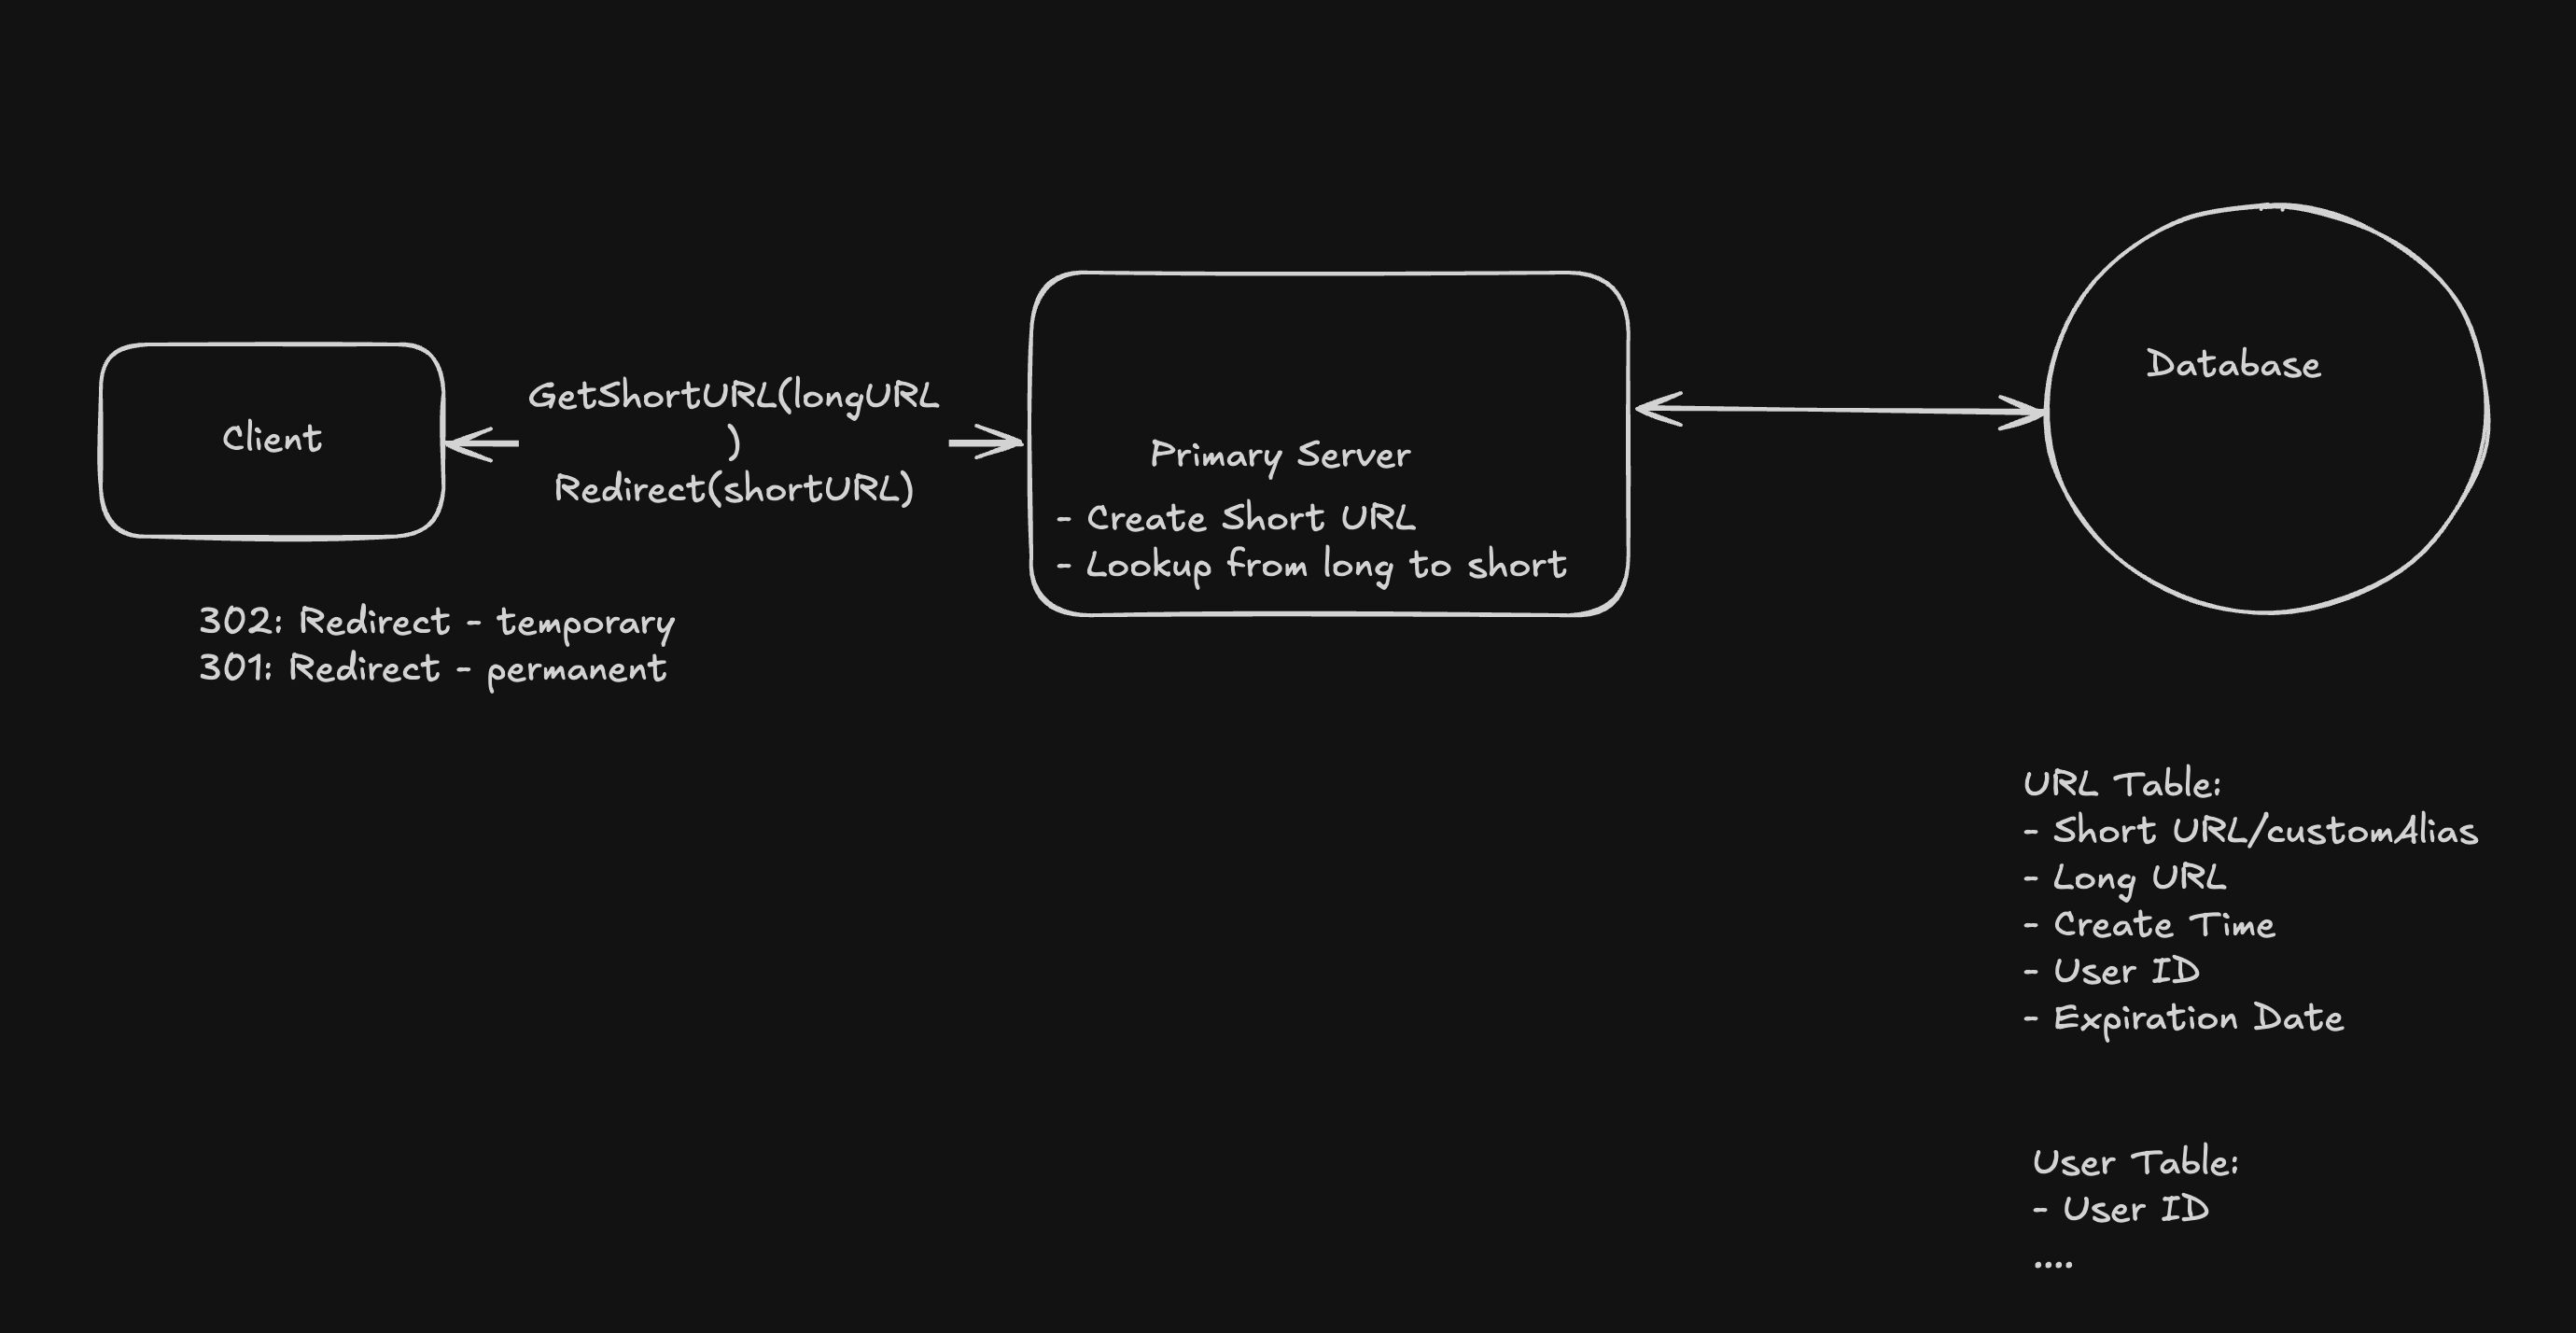 Client
GetShortURL(longURL
)
Redirect(shortURL)
Primary Server
- Create Short URL
- Lookup from long to short
Database
302: Redirect - temporary
301: Redirect - permanent
URL Table:
- Short URL/customAlias
- Long URL
- Create Time
- User ID
- Expiration Date
User Table:
- User ID
....